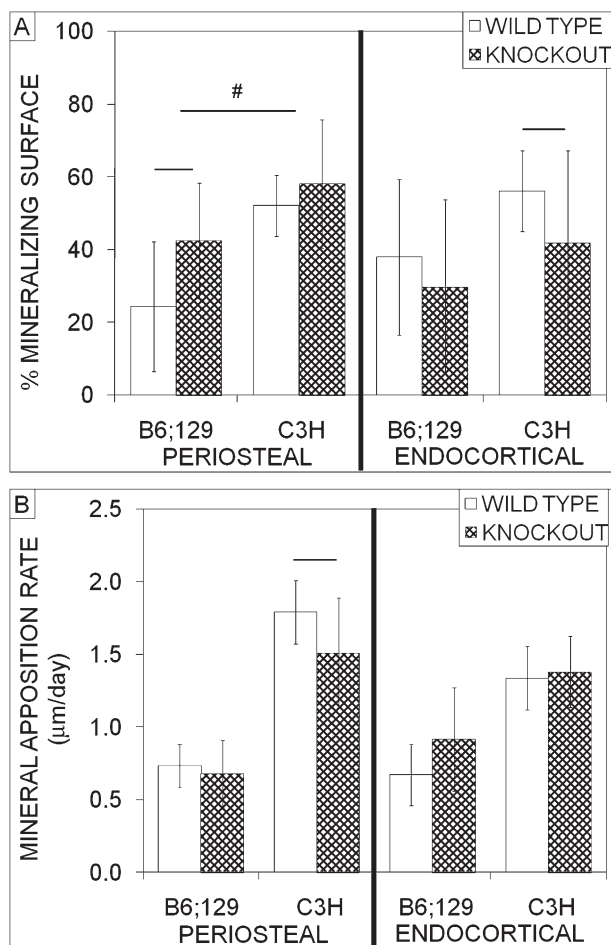 A
WILD TYPE
KNOCKOUT
% MINERALIZING SURFACE
100
80
60
40
20
0
#
B6;129 C3H B6;129 C3H
PERIOSTEAL ENDOCORTICAL
B
WILD TYPE
KNOCKOUT
MINERAL APPOSITION RATE
(µm/day)
2.5
2.0
1.5
1.0
0.5
0.0
B6;129 C3H B6;129 C3H
PERIOSTEAL ENDOCORTICAL